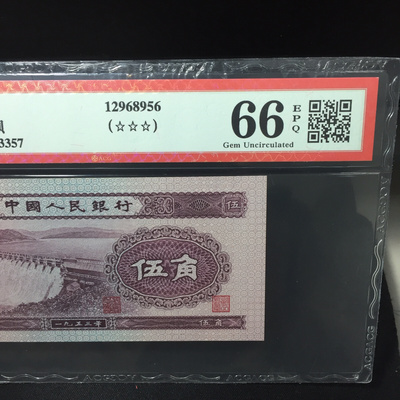 12968956
3357
(☆☆☆)
66 EPQ
Gem Uncirculated
中國人民銀行
伍
伍角
一九五三年
伍角